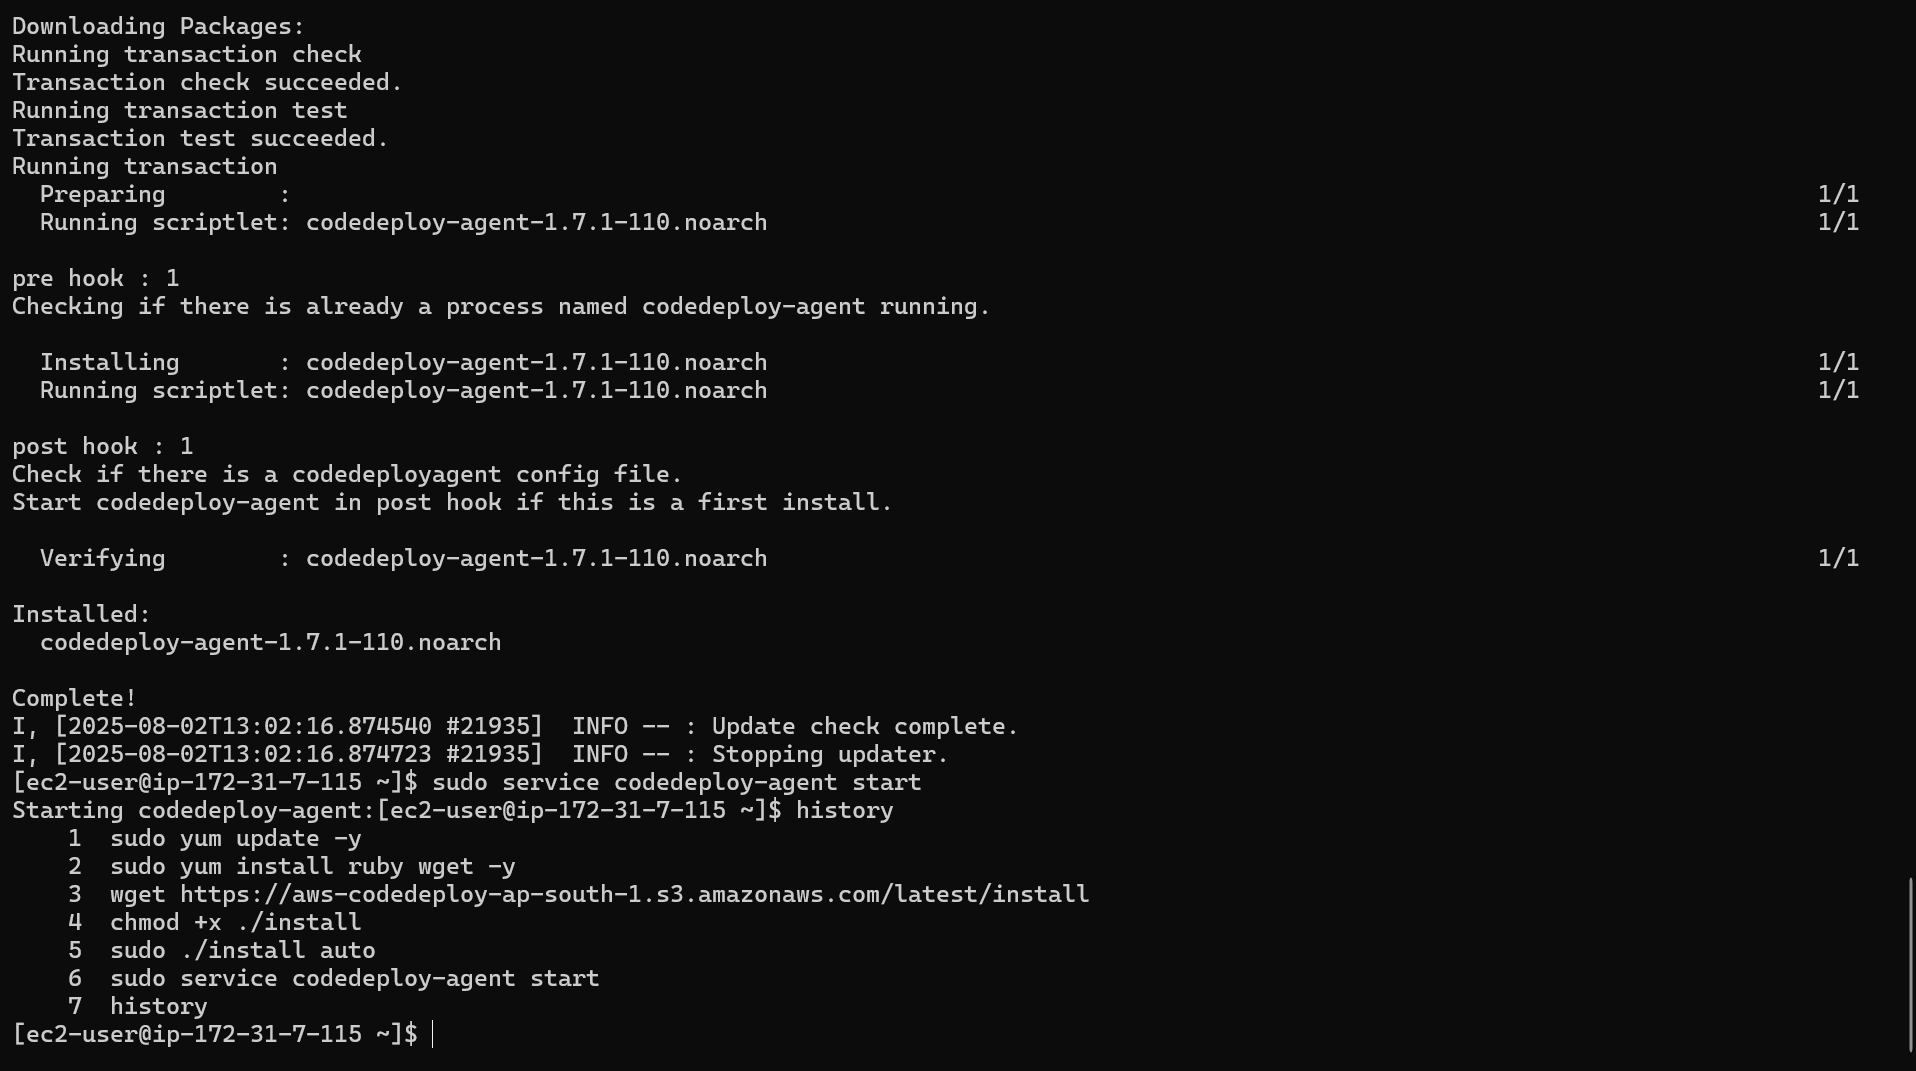 Downloading Packages:
Running transaction check
Transaction check succeeded.
Running transaction test
Transaction test succeeded.
Running transaction
  Preparing        :                                                                                                             1/1
  Running scriptlet: codedeploy-agent-1.7.1-110.noarch                                                                           1/1

pre hook : 1
Checking if there is already a process named codedeploy-agent running.

  Installing       : codedeploy-agent-1.7.1-110.noarch                                                                           1/1
  Running scriptlet: codedeploy-agent-1.7.1-110.noarch                                                                           1/1

post hook : 1
Check if there is a codedeployagent config file.
Start codedeploy-agent in post hook if this is a first install.

  Verifying        : codedeploy-agent-1.7.1-110.noarch                                                                           1/1

Installed:
  codedeploy-agent-1.7.1-110.noarch

Complete!
I, [2025-08-02T13:02:16.874540 #21935]  INFO -- : Update check complete.
I, [2025-08-02T13:02:16.874723 #21935]  INFO -- : Stopping updater.
[ec2-user@ip-172-31-7-115 ~]$ sudo service codedeploy-agent start
Starting codedeploy-agent:[ec2-user@ip-172-31-7-115 ~]$ history
    1  sudo yum update -y
    2  sudo yum install ruby wget -y
    3  wget https://aws-codedeploy-ap-south-1.s3.amazonaws.com/latest/install
    4  chmod +x ./install
    5  sudo ./install auto
    6  sudo service codedeploy-agent start
    7  history
[ec2-user@ip-172-31-7-115 ~]$